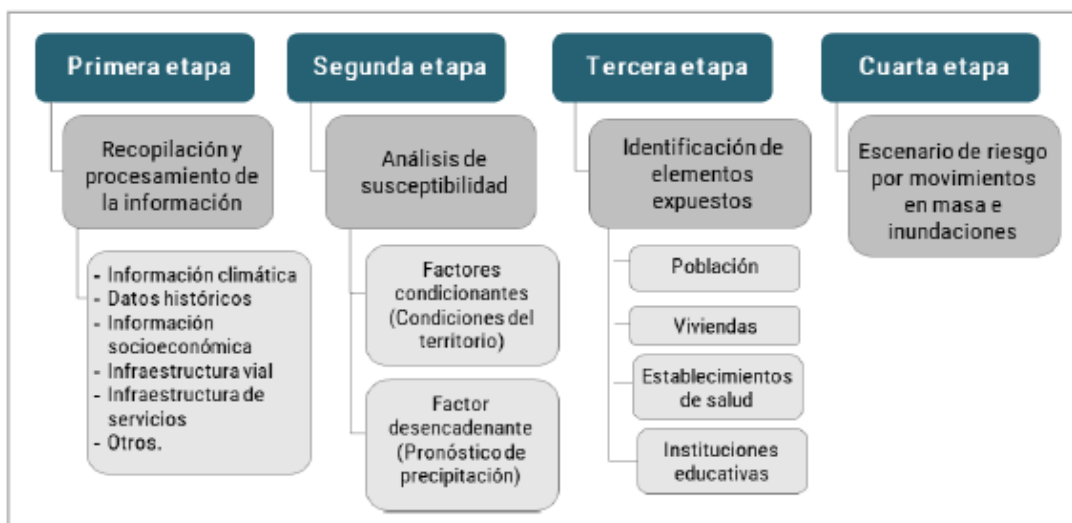 Primera etapa
Recopilación y
procesamiento de
la información
- Información climática
- Datos históricos
- Información
socioeconómica
- Infraestructura vial
- Infraestructura de
servicios
- Otros.
Segunda etapa
Análisis de
susceptibilidad
Factores
condicionantes
(Condiciones del
territorio)
Factor
desencadenante
(Pronóstico de
precipitación)
Tercera etapa
Identificación de
elementos
expuestos
Población
Viviendas
Establecimientos
de salud
Instituciones
educativas
Cuarta etapa
Escenario de riesgo
por movimientos
en masa e
inundaciones